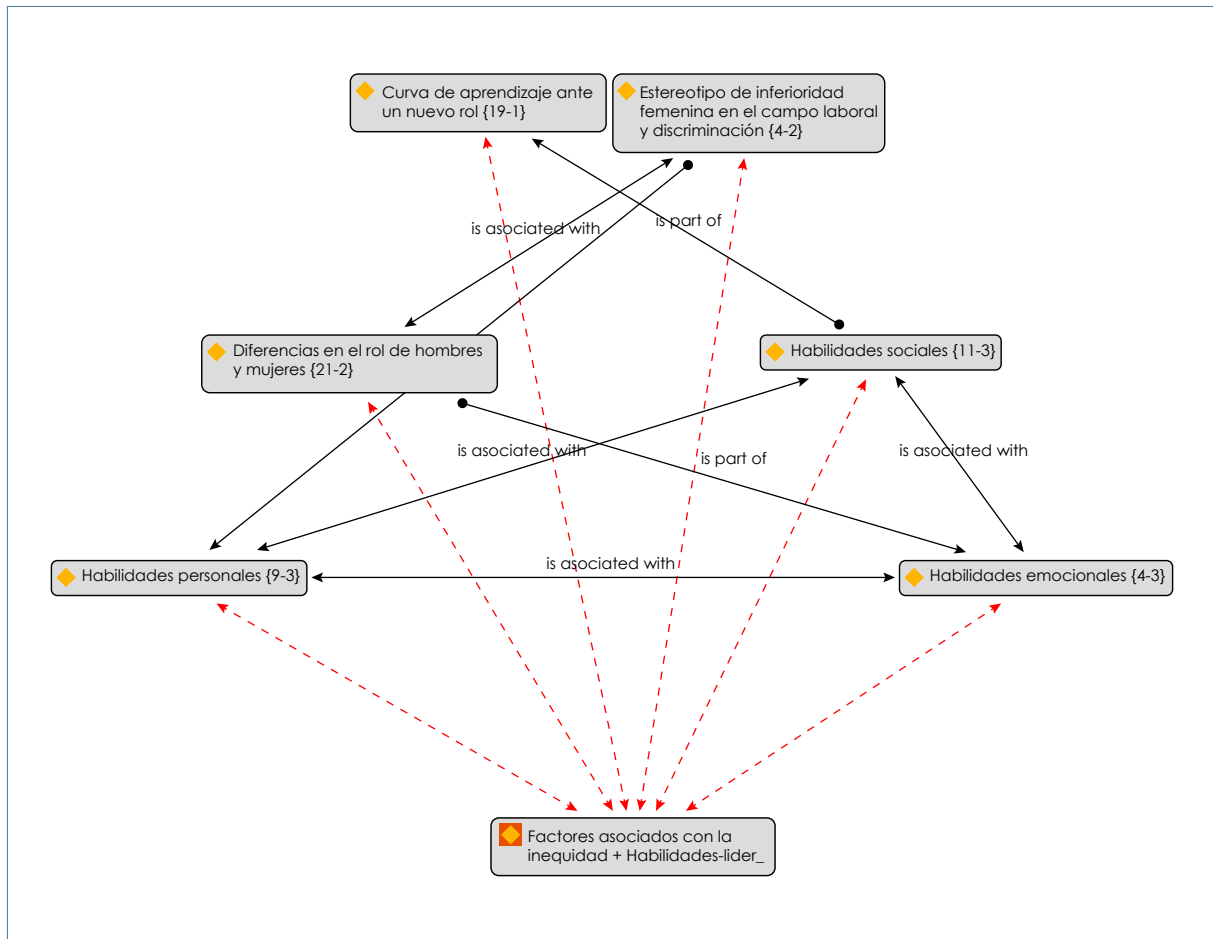 Curva de aprendizaje ante
un nuevo rol {19-1}
Estereotipo de inferioridad
femenina en el campo laboral
y discriminación {4-2}
is asociated with
is part of
Diferencias en el rol de hombres
y mujeres {21-2}
Habilidades sociales {11-3}
is asociated with
is part of
is asociated with
Habilidades personales {9-3}
is asociated with
Habilidades emocionales {4-3}
Factores asociados con la
inequidad + Habilidades-lider_